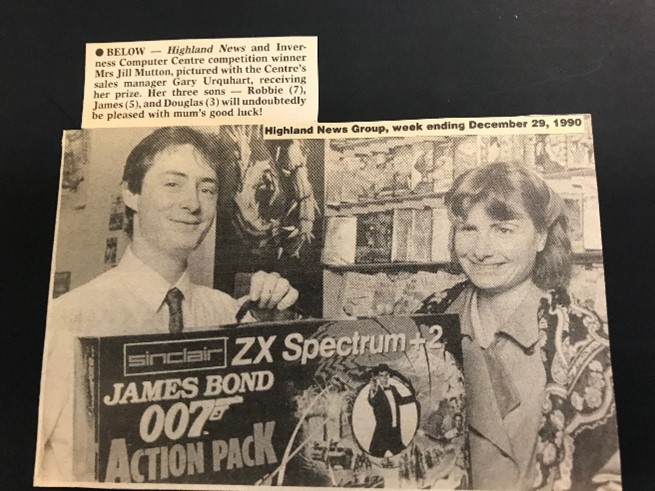 ● BELOW — Highland News and Inver-
ness Computer Centre competition winner
Mrs Jill Mutton, pictured with the Centre's
sales manager Gary Urquhart, receiving
her prize. Her three sons — Robbie (7),
James (5), and Douglas (3) will undoubtedly
be pleased with mum's good luck!
Highland News Group, week ending December 29, 1990
sinclair ZX Spectrum+2
JAMES BOND
007
ACTION PACK